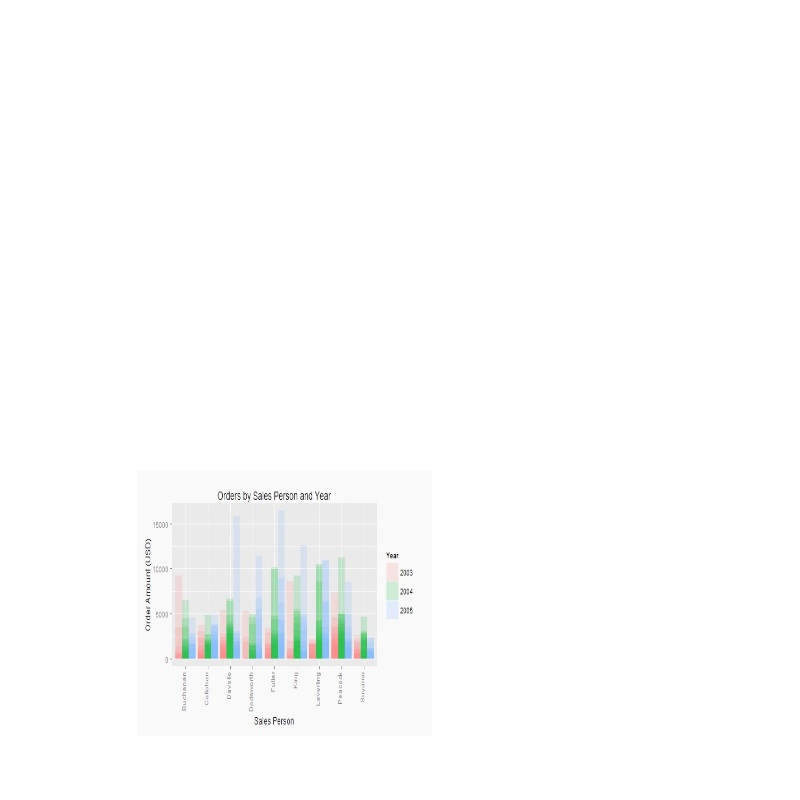 Orders by Sales Person and Year
Order Amount (USD)
15000
10000
5000
0
Buchanan
Callahan
Davolio
Dodsworth
Fuller
King
Leverling
Peacock
Suyama
Sales Person
Year
2003
2004
2005